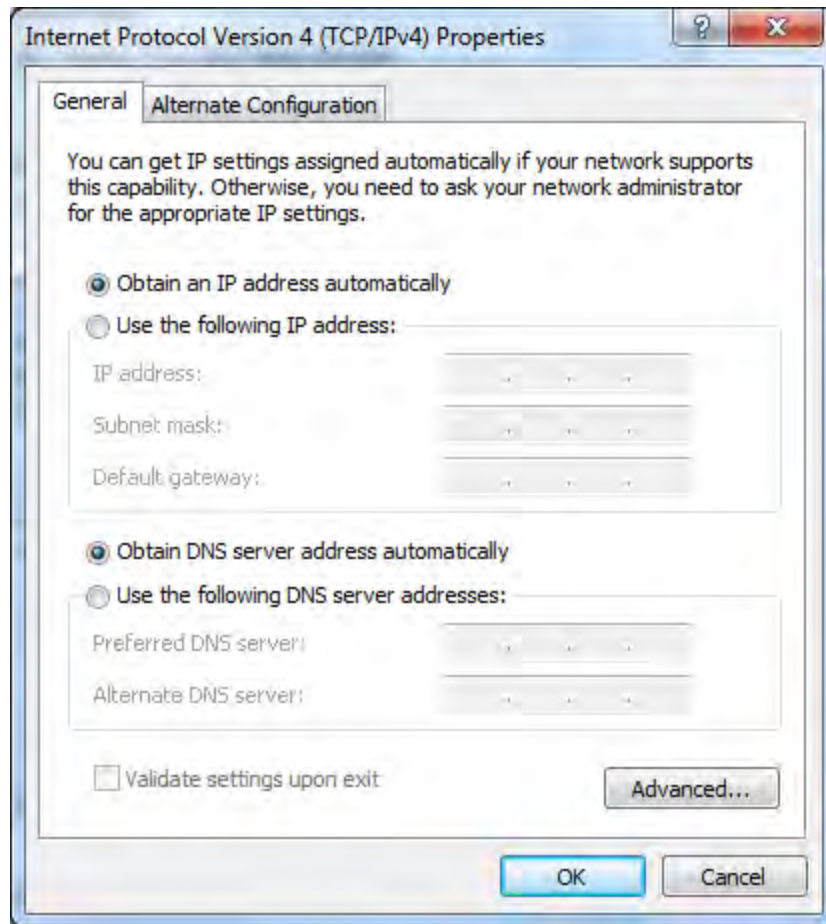 Internet Protocol Version 4 (TCP/IPv4) Properties
General
Alternate Configuration
You can get IP settings assigned automatically if your network supports
this capability. Otherwise, you need to ask your network administrator
for the appropriate IP settings.
Obtain an IP address automatically
Use the following IP address:
IP address:
Subnet mask:
Default gateway:
Obtain DNS server address automatically
Use the following DNS server addresses:
Preferred DNS server:
Alternate DNS server:
Validate settings upon exit
Advanced...
OK
Cancel